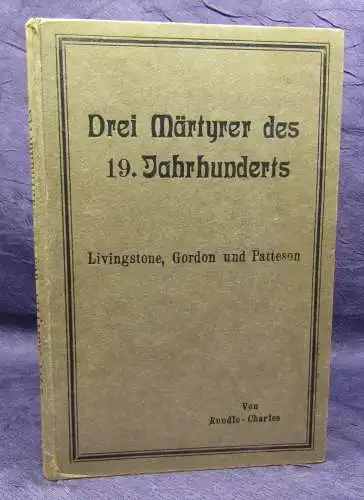 Drei Märtyrer des
19. Jahrhunderts
Livingstone, Gordon und Patteson
Von
Rundle-Charles